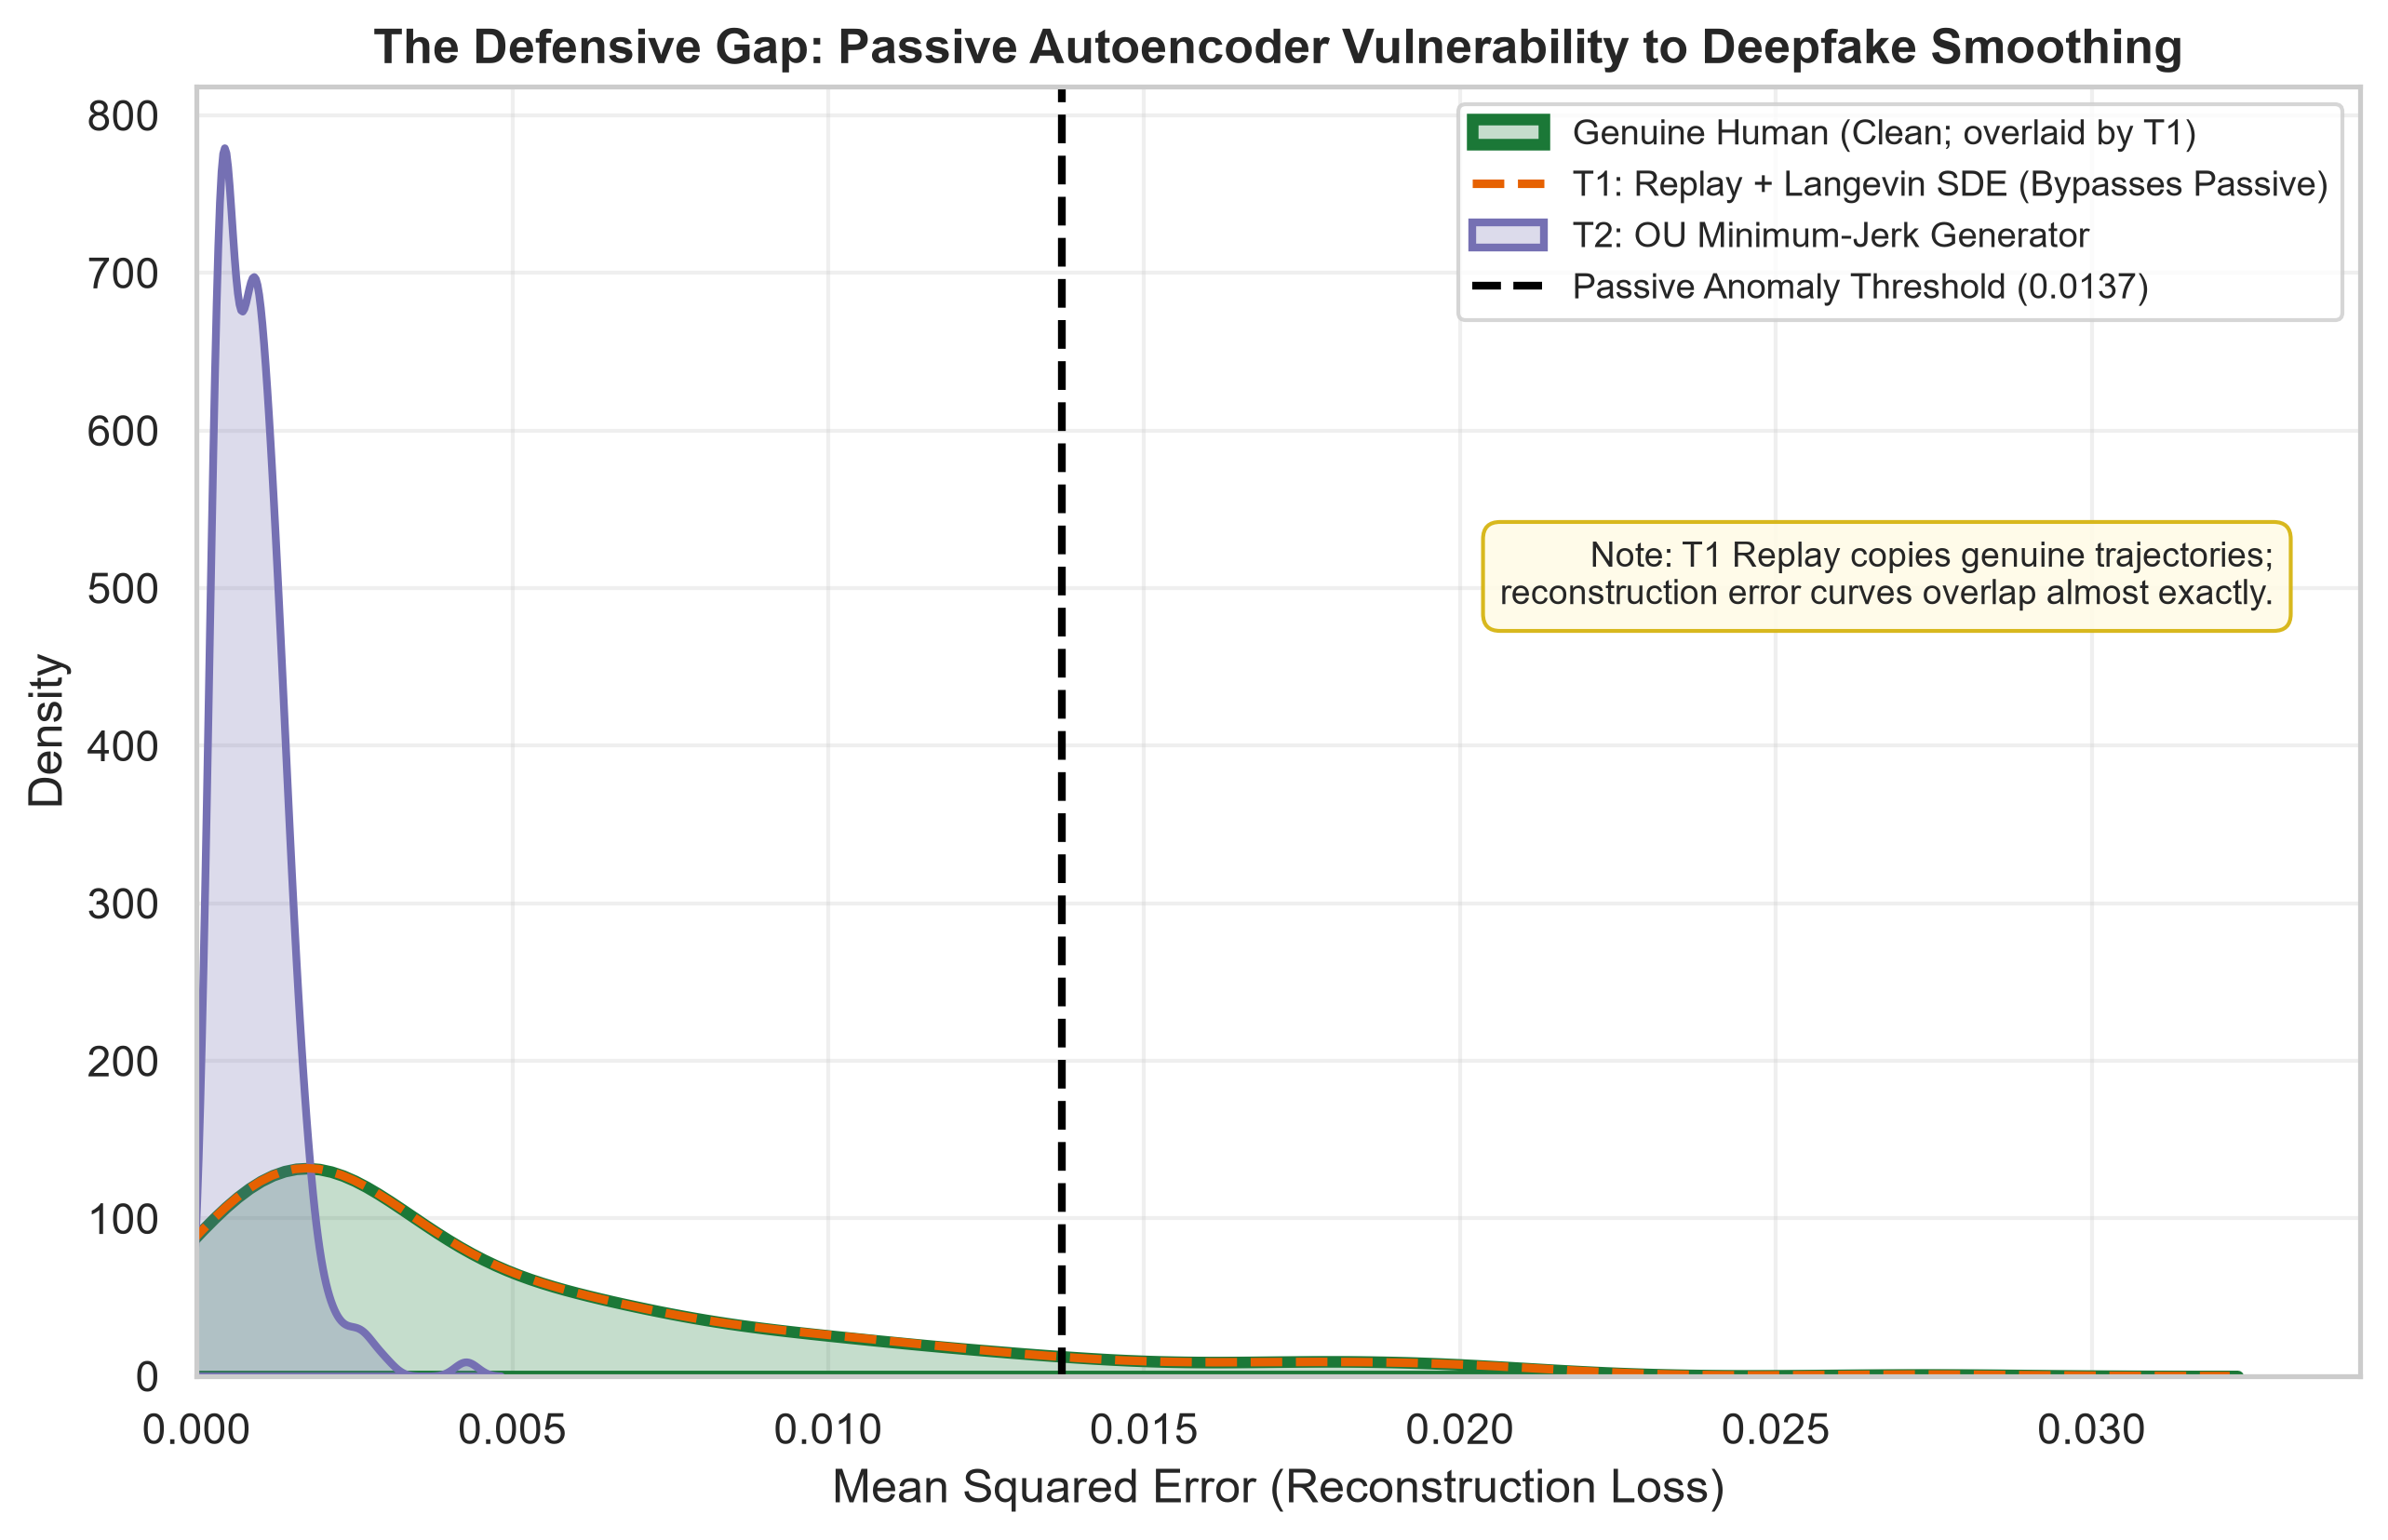 The Defensive Gap: Passive Autoencoder Vulnerability to Deepfake Smoothing
800
700
600
500
400
300
200
100
0
Density
Genuine Human (Clean; overlaid by T1)
T1: Replay + Langevin SDE (Bypasses Passive)
T2: OU Minimum-Jerk Generator
Passive Anomaly Threshold (0.0137)
Note: T1 Replay copies genuine trajectories;
reconstruction error curves overlap almost exactly.
0.000 0.005 0.010 0.015 0.020 0.025 0.030
Mean Squared Error (Reconstruction Loss)